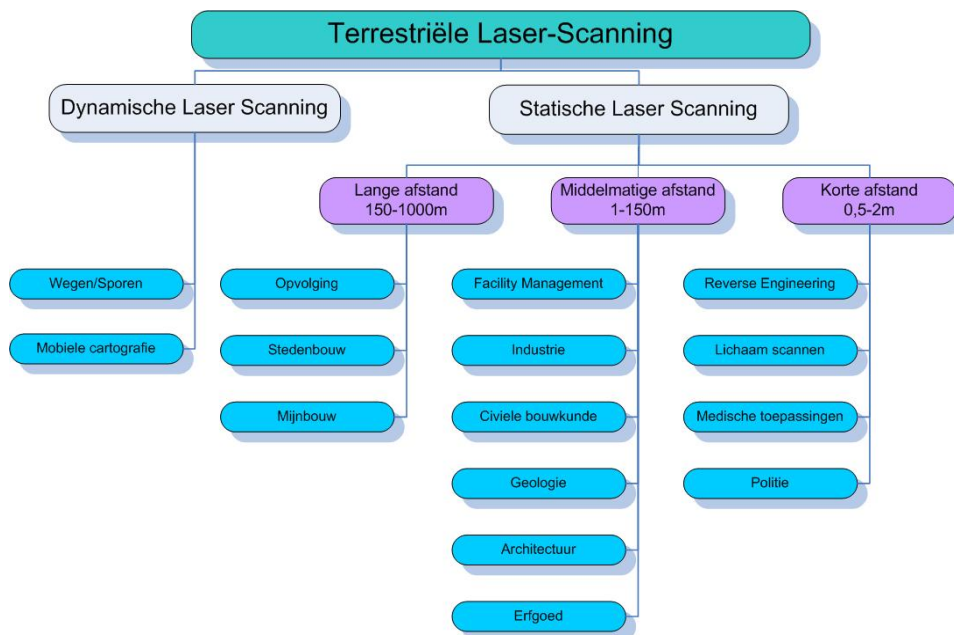 Terrestriële Laser-Scanning
Dynamische Laser Scanning
Statische Laser Scanning
Lange afstand
150-1000m
Middelmatige afstand
1-150m
Korte afstand
0,5-2m
Wegen/Sporen
Opvolging
Facility Management
Reverse Engineering
Mobiele cartografie
Stedenbouw
Industrie
Lichaam scannen
Mijnbouw
Civiele bouwkunde
Medische toepassingen
Geologie
Politie
Architectuur
Erfgoed